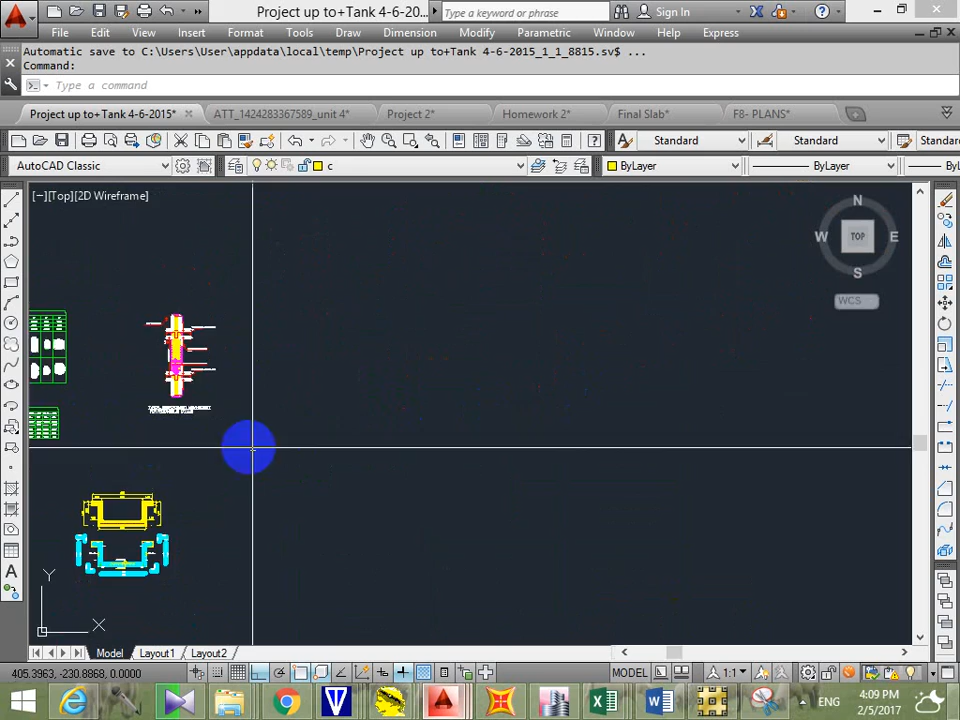 Project up to+Tank 4-6-20...
Type a keyword or phrase
Sign In
File Edit View Insert Format Tools Draw Dimension Modify Parametric Window Help Express
Automatic save to C:\Users\User\appdata\local\temp\Project up to+Tank 4-6-2015_1_1_8815.sv$ ...
Command:
Type a command
Project up to+Tank 4-6-2015* ATT_1424283367589_unit 4* Project 2* Homework 2* Final Slab* F8- PLANS*
Standard Standard Standar
AutoCAD Classic c ByLayer ByLayer ByL
[−][Top][2D Wireframe]
N
W TOP E
S
WCS
Y
X
Model Layout1 Layout2
405.3963, -230.8868, 0.0000 MODEL 1:1
ENG 4:09 PM
2/5/2017